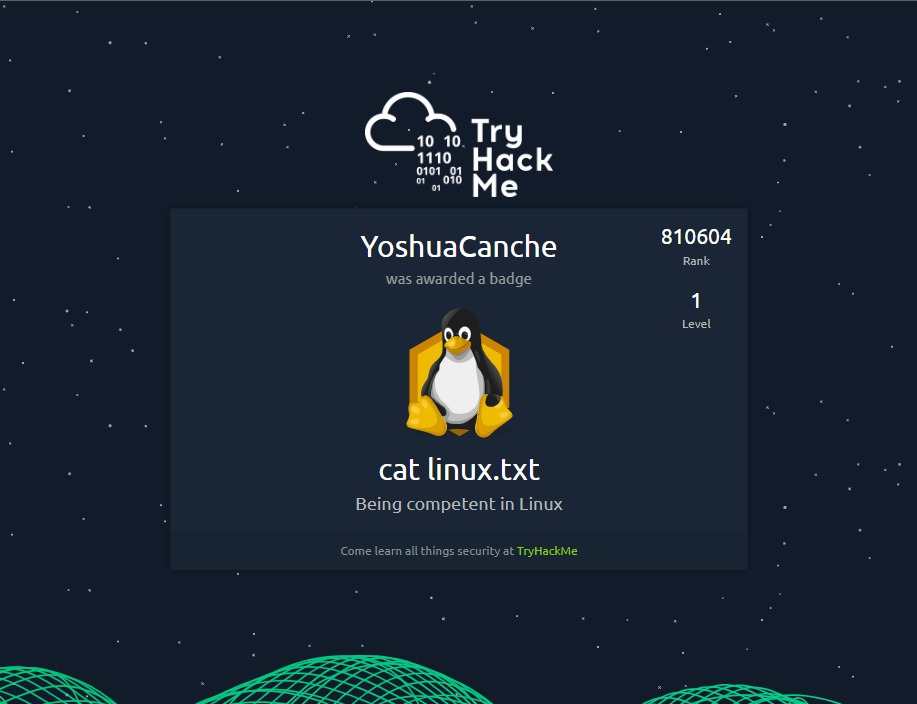 10 10
1110
0101 01
01 010
01
Try
Hack
Me
YoshuaCanche
was awarded a badge
810604
Rank
1
Level
cat linux.txt
Being competent in Linux
Come learn all things security at TryHackMe